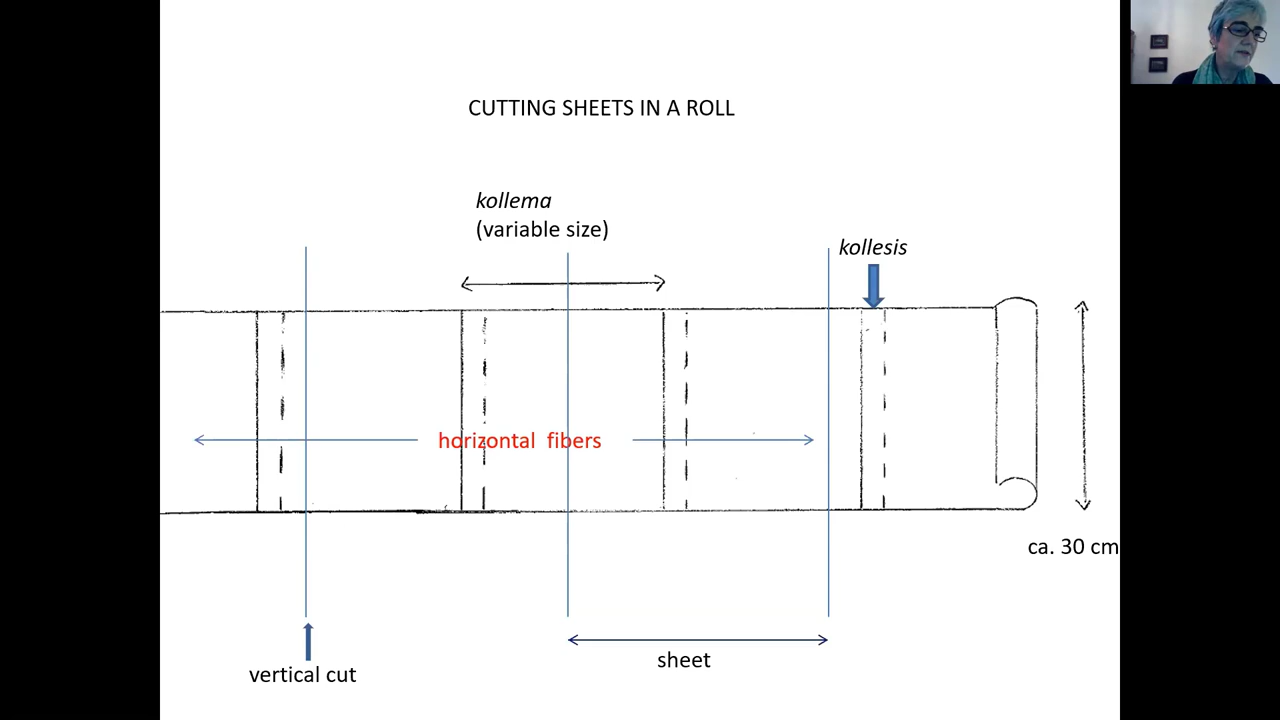 CUTTING SHEETS IN A ROLL
kollema
(variable size)
kollesis
horizontal fibers
ca. 30 cm
sheet
vertical cut